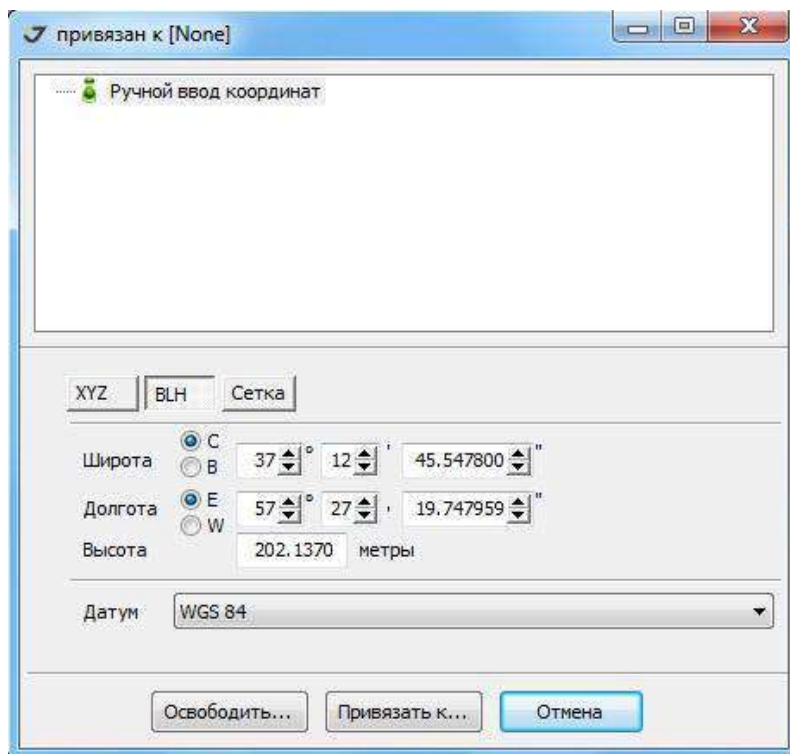 привязан к [None]
Ручной ввод координат
XYZ BLH Сетка
Широта С В 37 ° 12 ' 45.547800 "
Долгота E W 57 ° 27 ' 19.747959 "
Высота 202.1370 метры
Датум WGS 84
Освободить... Привязать к... Отмена